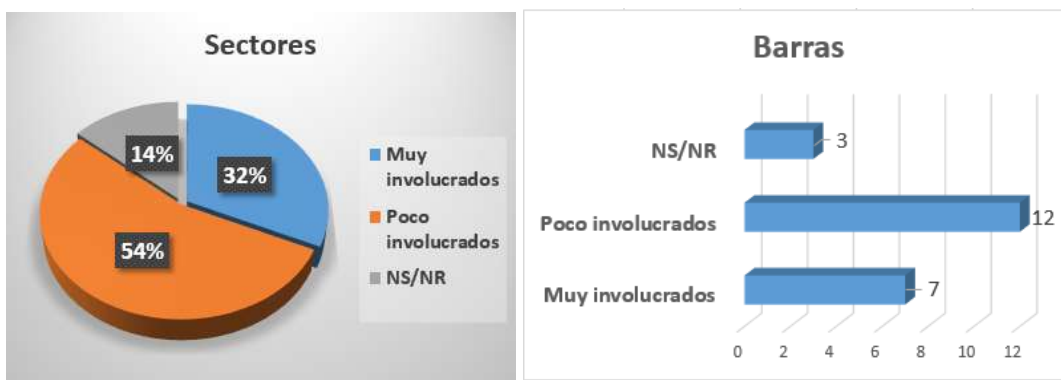 Sectores
14%
32%
54%
Muy
involucrados
Poco
involucrados
NS/NR
Barras
NS/NR
3
Poco involucrados
12
Muy involucrados
7
0 2 4 6 8 10 12